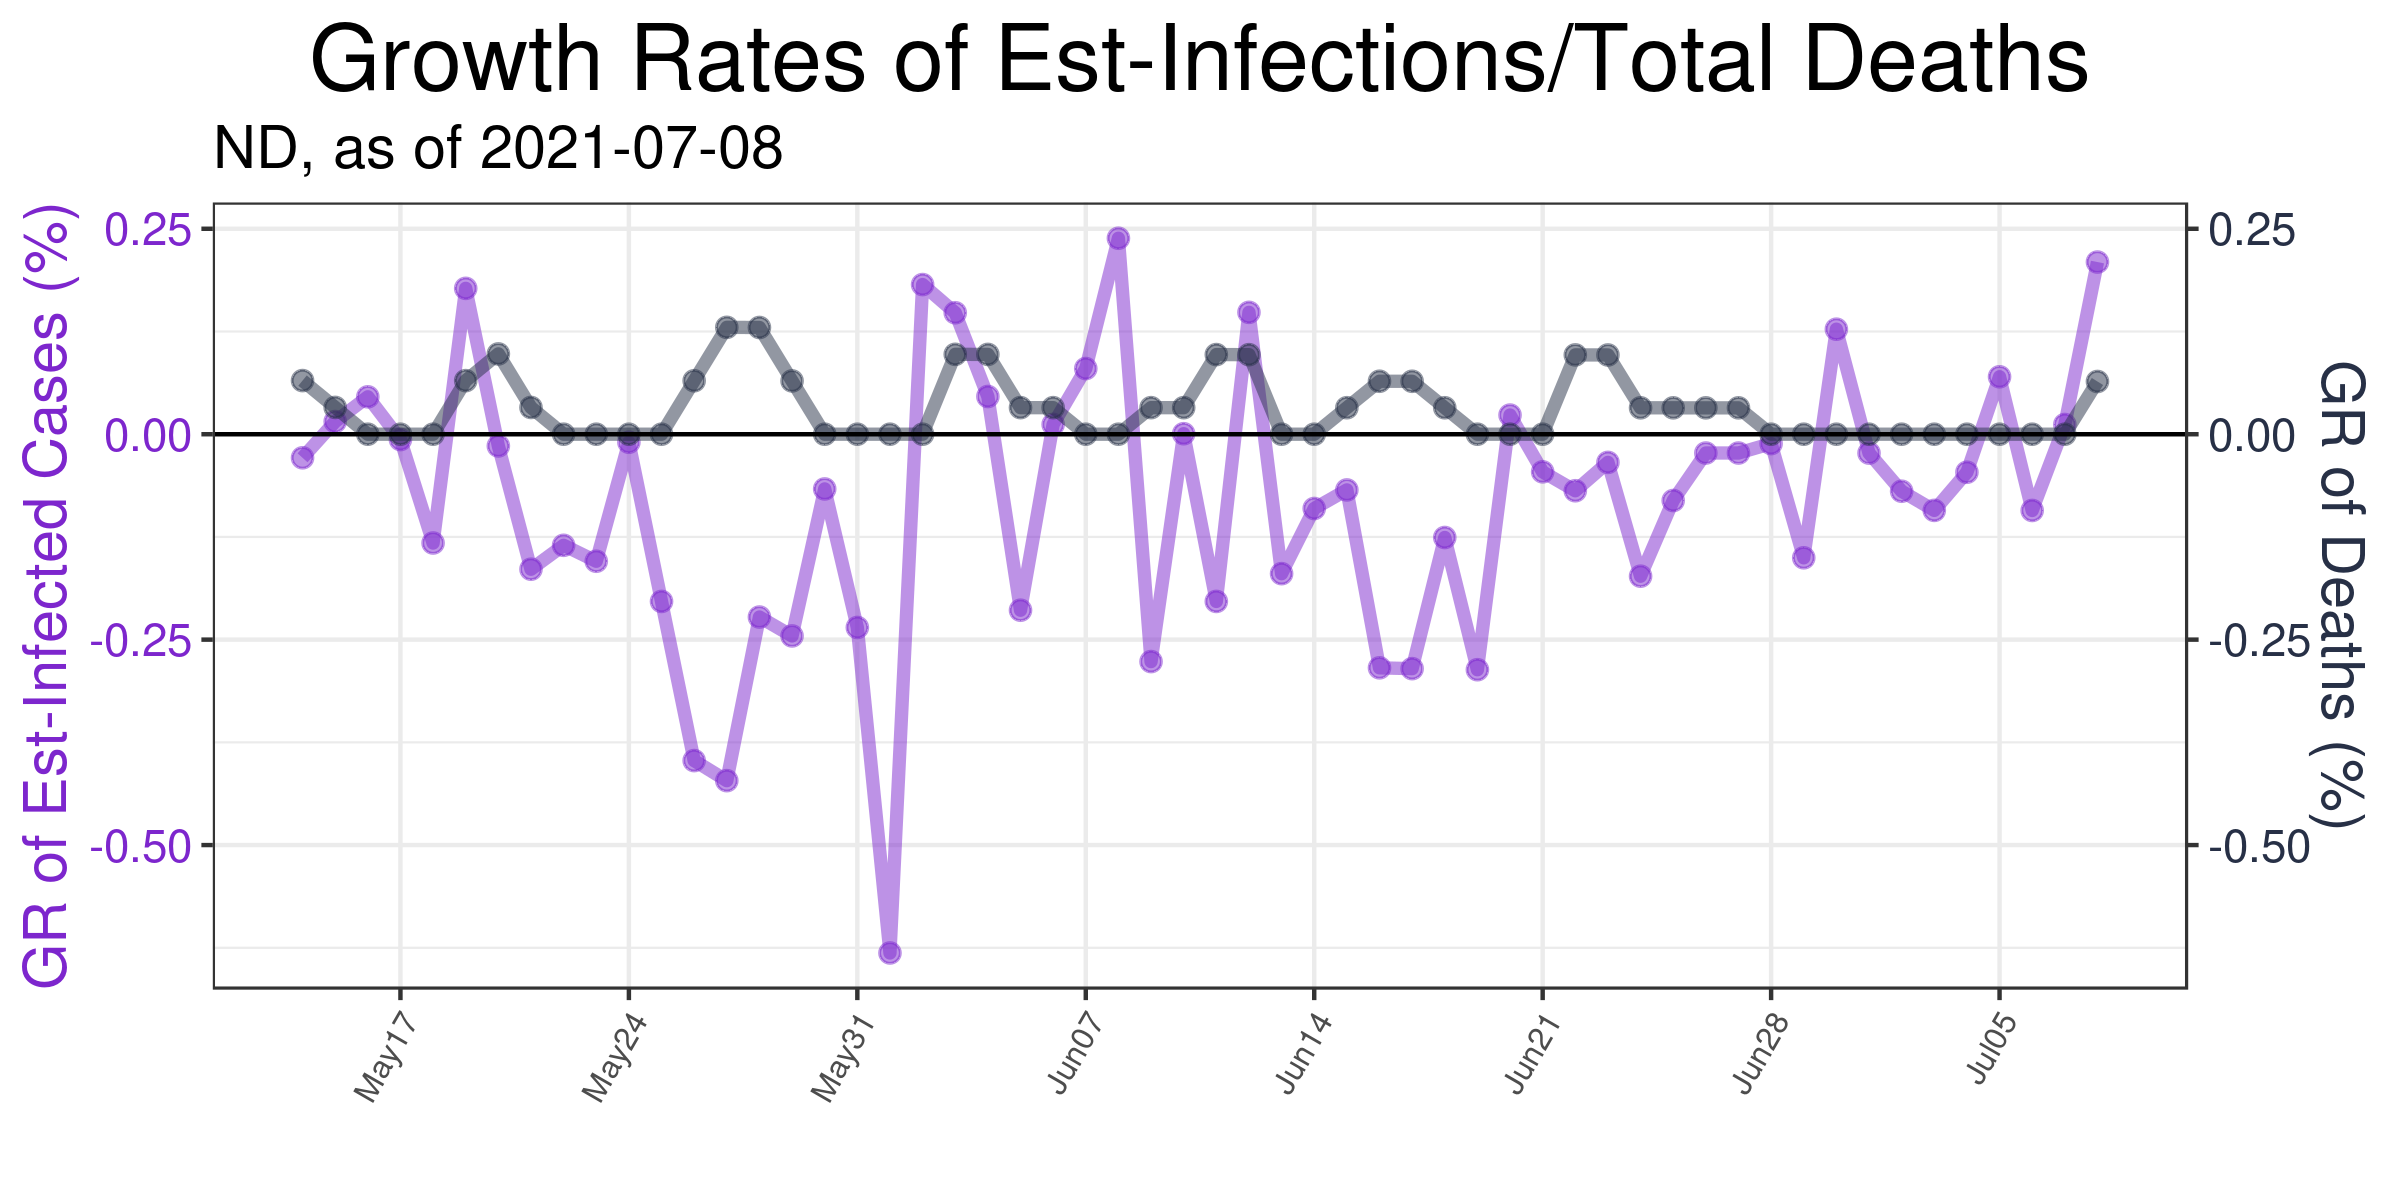 Growth Rates of Est-Infections/Total Deaths
ND, as of 2021-07-08
GR of Est-Infected Cases (%)
0.25
0.00
-0.25
-0.50
0.25
0.00
-0.25
-0.50
GR of Deaths (%)
May17
May24
May31
Jun07
Jun14
Jun21
Jun28
Jul05